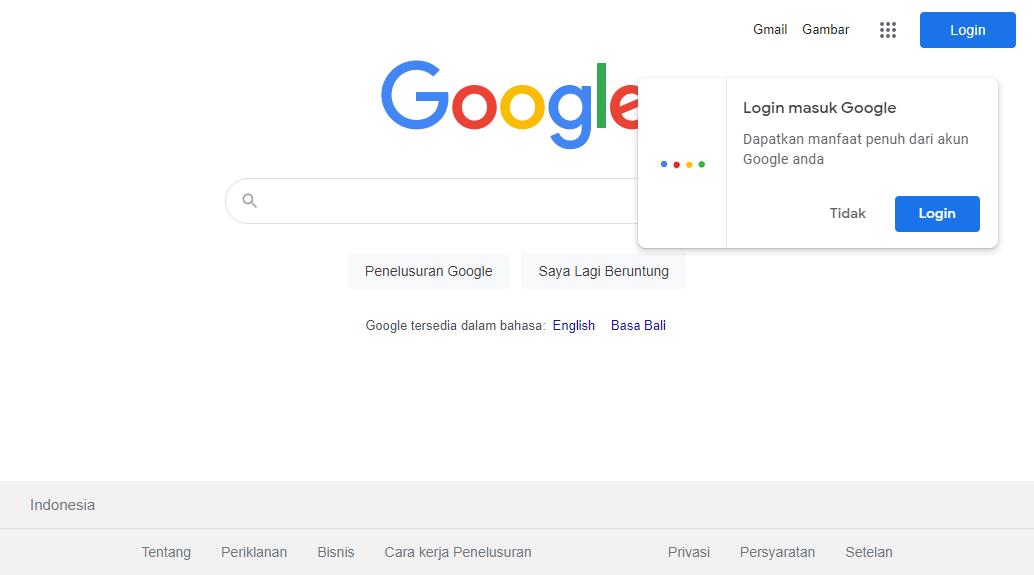 Gmail Gambar Login
Google
Login masuk Google
Dapatkan manfaat penuh dari akun
Google anda
Tidak Login
Penelusuran Google Saya Lagi Beruntung
Google tersedia dalam bahasa: English Basa Bali
Indonesia
Tentang Periklanan Bisnis Cara kerja Penelusuran Privasi Persyaratan Setelan